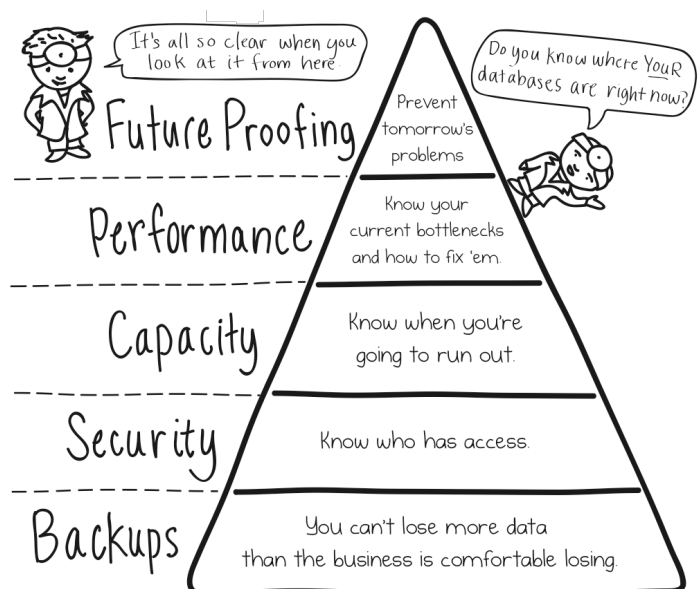 It's all so clear when you
look at it from here.
Do you know where YOUR
databases are right now?
Future Proofing
Prevent
tomorrow's
problems
Performance
Know your
current bottlenecks
and how to fix 'em.
Capacity
Know when you're
going to run out.
Security
Know who has access.
Backups
You can't lose more data
than the business is comfortable losing.